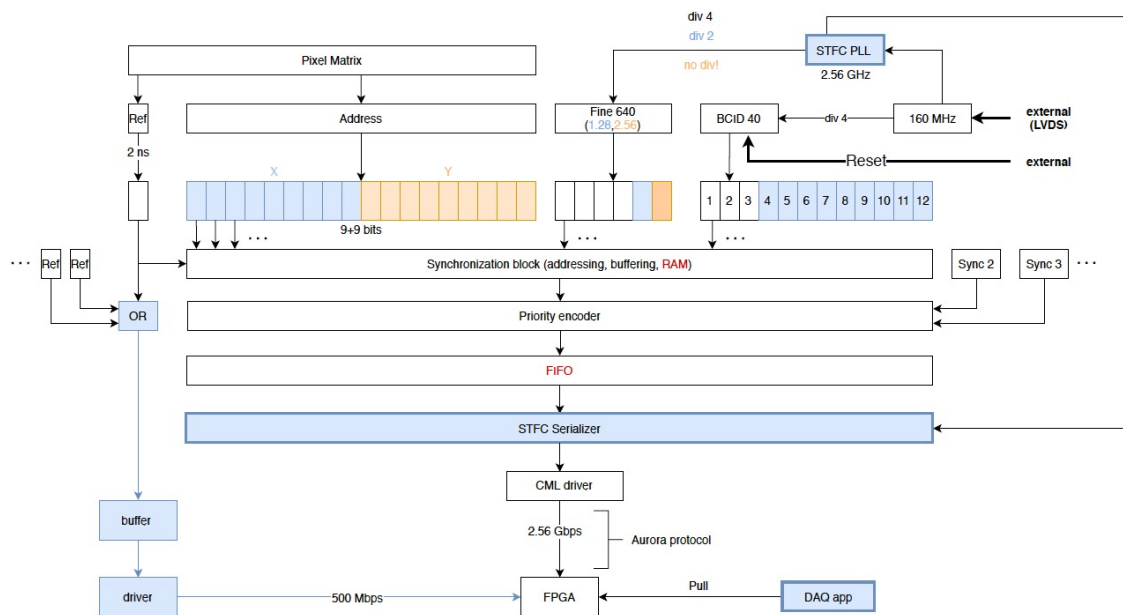 div 4
div 2
no div!
STFC PLL
2.56 GHz
Pixel Matrix
Ref
Address
Fine 640
(1.28,2.56)
BCiD 40
div 4
160 MHz
external
(LVDS)
2 ns
Reset
external
X
Y
1 2 3 4 5 6 7 8 9 10 11 12
9+9 bits
...
...
...
... Ref Ref
Synchronization block (addressing, buffering, RAM)
Sync 2
Sync 3 ...
OR
Priority encoder
FIFO
STFC Serializer
CML driver
buffer
2.56 Gbps
Aurora protocol
driver
500 Mbps
FPGA
Pull
DAQ app